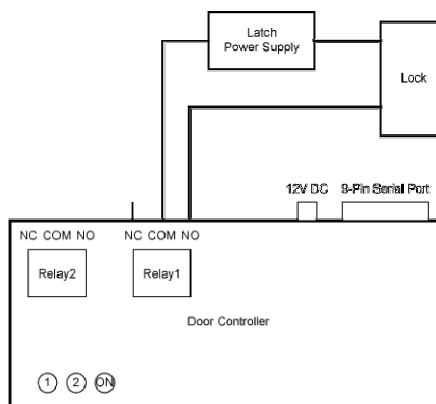 Latch
Power Supply
Lock
12V DC 9-Pin Serial Port
NC COM NO NC COM NO
Relay2 Relay1
Door Controller
1 2 ON